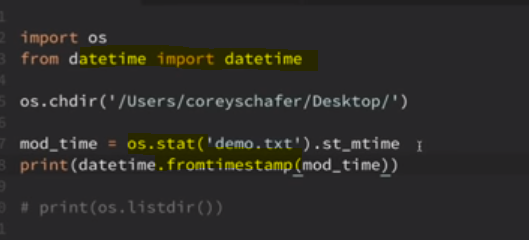 import os
from datetime import datetime
os.chdir('/Users/coreyschafer/Desktop/')
mod_time = os.stat('demo.txt').st_mtime
print(datetime.fromtimestamp(mod_time))
# print(os.listdir())